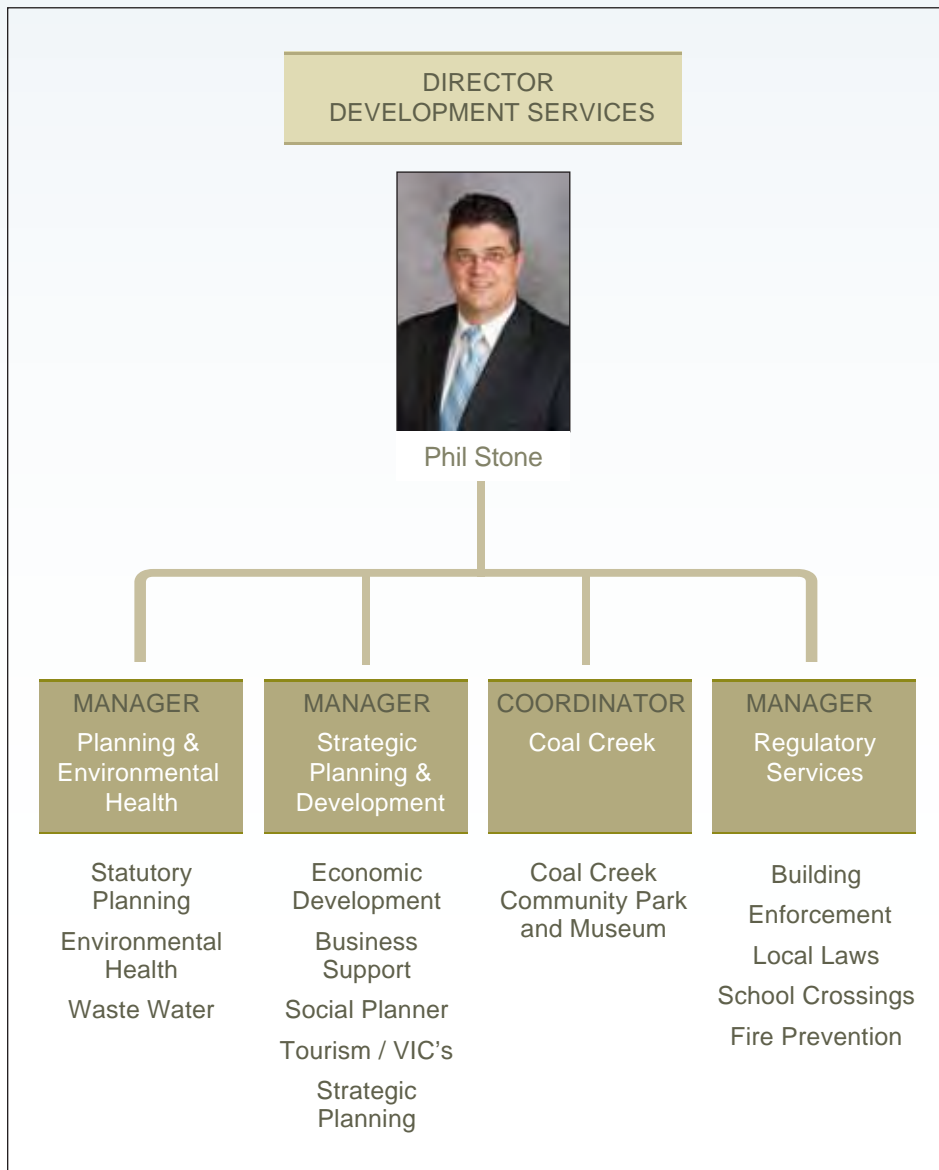 DIRECTOR
DEVELOPMENT SERVICES
Phil Stone
MANAGER
Planning &
Environmental
Health
Statutory
Planning
Environmental
Health
Waste Water
MANAGER
Strategic
Planning &
Development
Economic
Development
Business
Support
Social Planner
Tourism / VIC's
Strategic
Planning
COORDINATOR
Coal Creek
Coal Creek
Community Park
and Museum
MANAGER
Regulatory
Services
Building
Enforcement
Local Laws
School Crossings
Fire Prevention